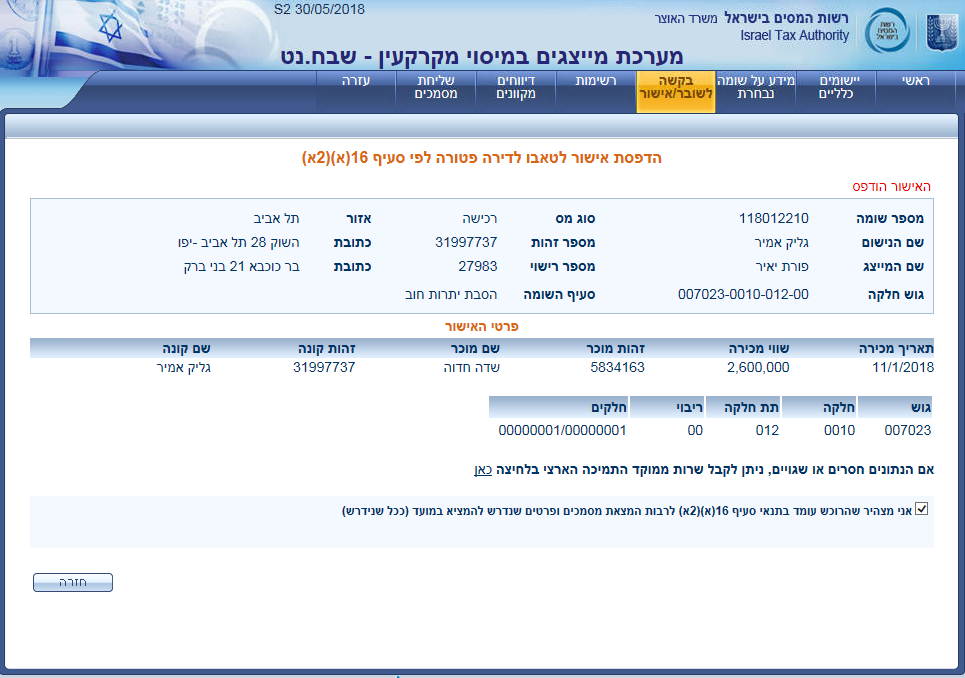 S2 30/05/2018
רשות המסים בישראל משרד האוצר
Israel Tax Authority
מערכת מייצגים במיסוי מקרקעין - שבח.נט
ראשי
יישומים כלליים
מידע על שומה נבחרת
בקשה לשובר/אישור
רשימות
דיווחים מקוונים
שליחת מסמכים
עזרה
הדפסת אישור לטאבו לדירה פטורה לפי סעיף 16(א)(2א)
האישור הודפס
מספר שומה 118012210 סוג מס רכישה אזור תל אביב
שם הנישום גליק אמיר מספר זהות 31997737 כתובת השוק 28 תל אביב -יפו
שם המייצג פורת יאיר מספר רישוי 27983 כתובת בר כוכבא 21 בני ברק
גוש חלקה 007023-0010-012-00 סעיף השומה הסבת יתרות חוב
פרטי האישור
תאריך מכירה שווי מכירה זהות מוכר שם מוכר זהות קונה שם קונה
11/1/2018 2,600,000 5834163 שדה חדוה 31997737 גליק אמיר
גוש חלקה תת חלקה ריבוי חלקים
007023 0010 012 00 00000001/00000001
אם הנתונים חסרים או שגויים, ניתן לקבל שרות ממוקד התמיכה הארצי בלחיצה כאן
אני מצהיר שהרוכש עומד בתנאי סעיף 16(א)(2א) לרבות המצאת מסמכים ופרטים שנדרש להמציא במועד (ככל שנידרש)
חזרה